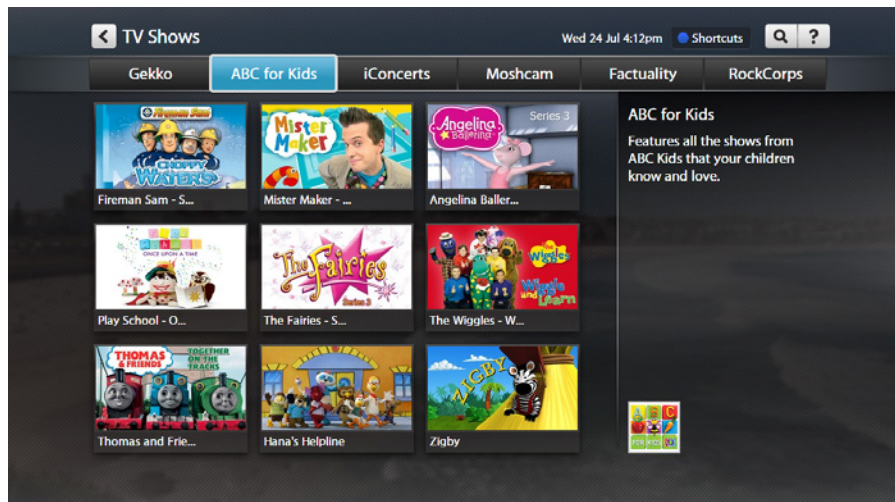 TV Shows
Wed 24 Jul 4:12pm
Shortcuts
?
Gekko
ABC for Kids
iConcerts
Moshcam
Factuality
RockCorps
Fireman Sam
CHOPPY
WATERS
Fireman Sam - S...
Mister
Maker
Mister Maker - ...
Angelina
Ballerina
Series 3
Angelina Baller...
PLAY
SCHOOL
ONCE UPON A TIME
Play School - O...
The Fairies
Series 3
The Fairies - S...
The
Wiggles
Wiggle
and Learn
The Wiggles - W...
THOMAS
& FRIENDS
TOGETHER
ON THE
TRACKS
Thomas and Frie...
Hana's Helpline
ZIGBY
Zigby
ABC for Kids
Features all the shows from
ABC Kids that your children
know and love.
A B C
FOR KIDS